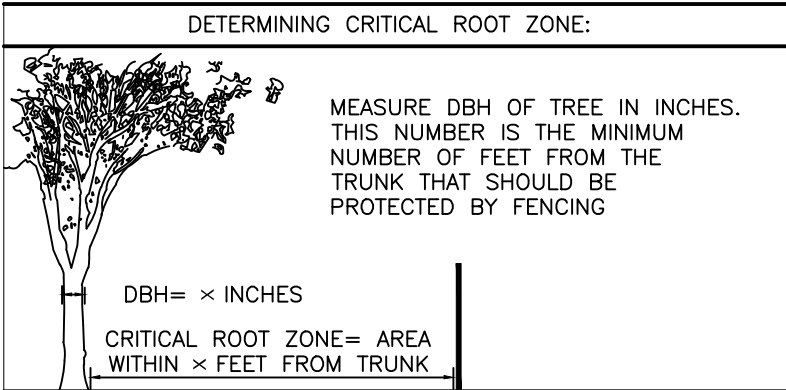 DETERMINING CRITICAL ROOT ZONE:
MEASURE DBH OF TREE IN INCHES.
THIS NUMBER IS THE MINIMUM
NUMBER OF FEET FROM THE
TRUNK THAT SHOULD BE
PROTECTED BY FENCING
DBH= × INCHES
CRITICAL ROOT ZONE= AREA
WITHIN × FEET FROM TRUNK